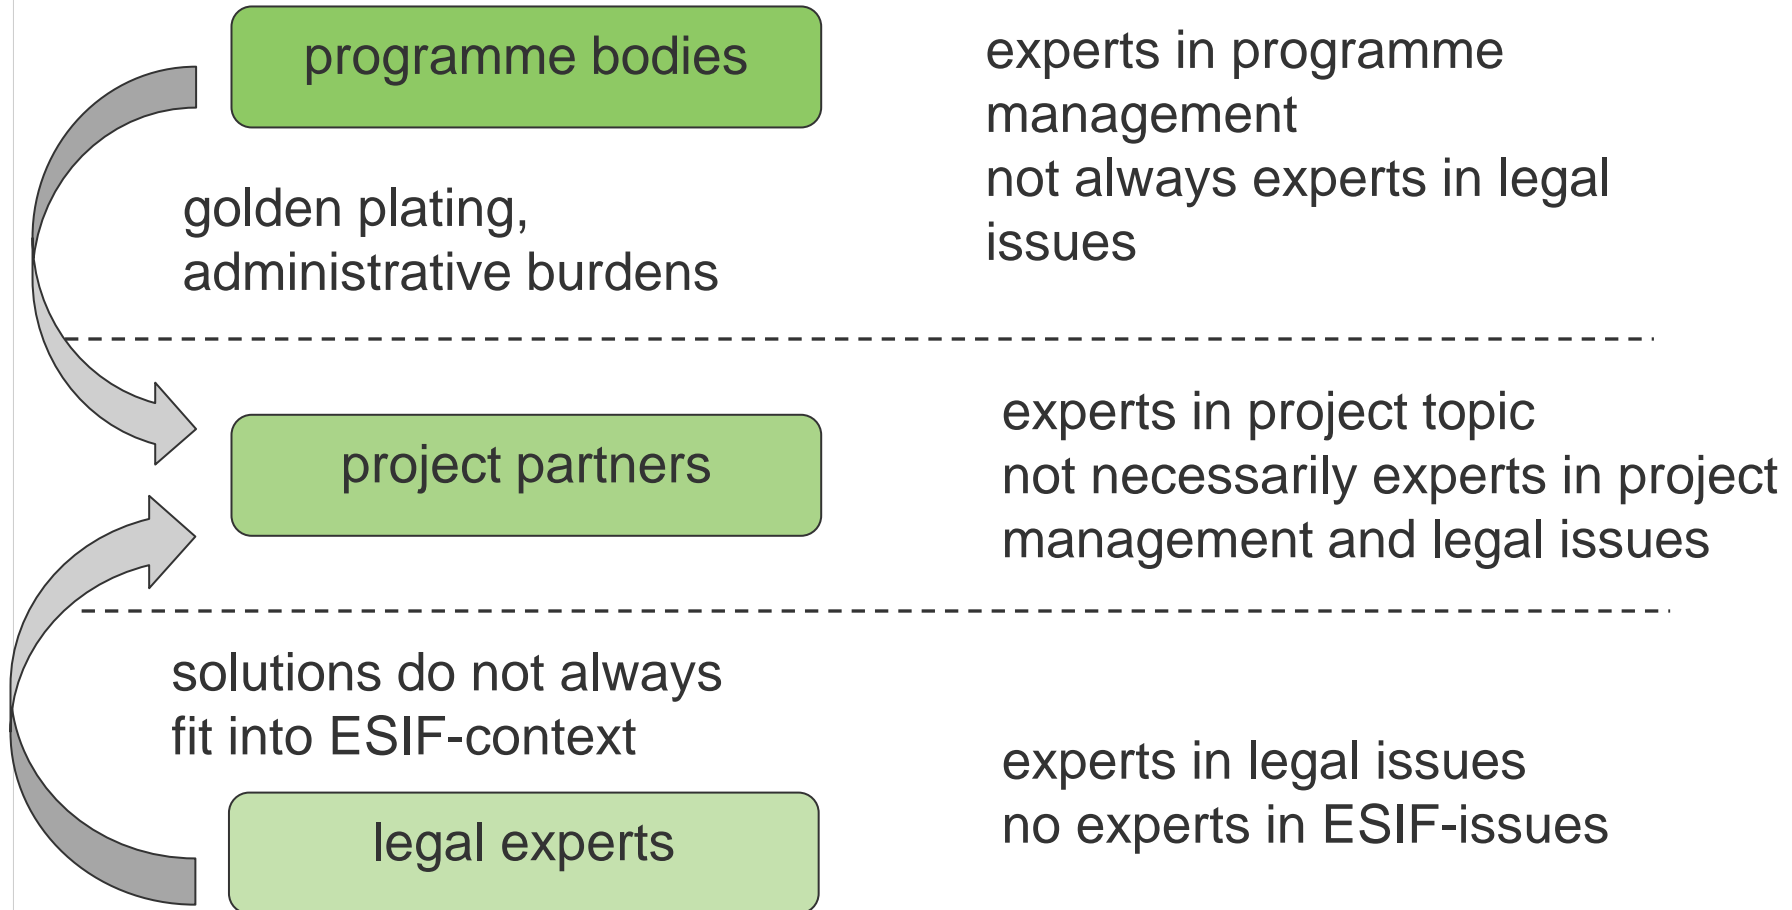 programme bodies
experts in programme
management
not always experts in legal
issues
golden plating,
administrative burdens
project partners
experts in project topic
not necessarily experts in project
management and legal issues
solutions do not always
fit into ESIF-context
legal experts
experts in legal issues
no experts in ESIF-issues